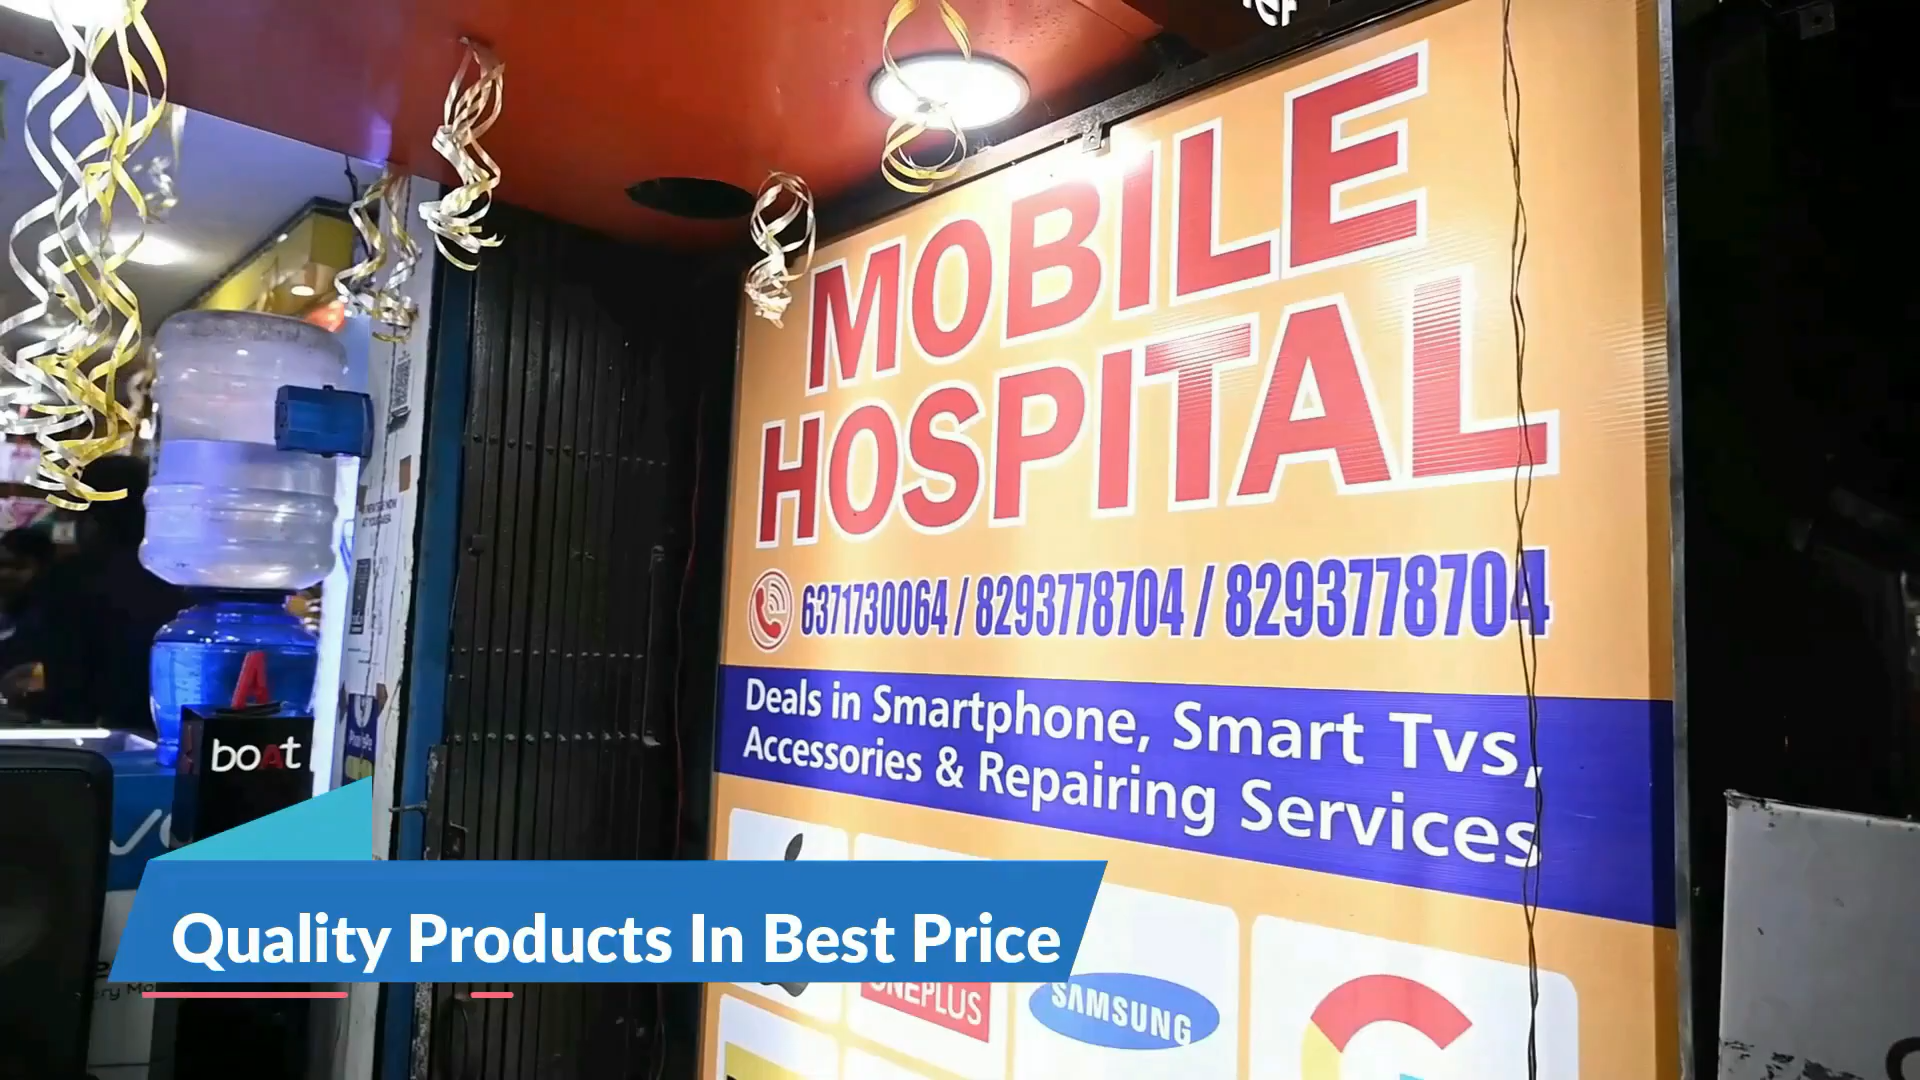 MOBILE
HOSPITAL
6371730064 / 8293778704 / 8293778704
Deals in Smartphone, Smart Tvs,
Accessories & Repairing Services
ONEPLUS
SAMSUNG
G
A
boAt
Quality Products In Best Price